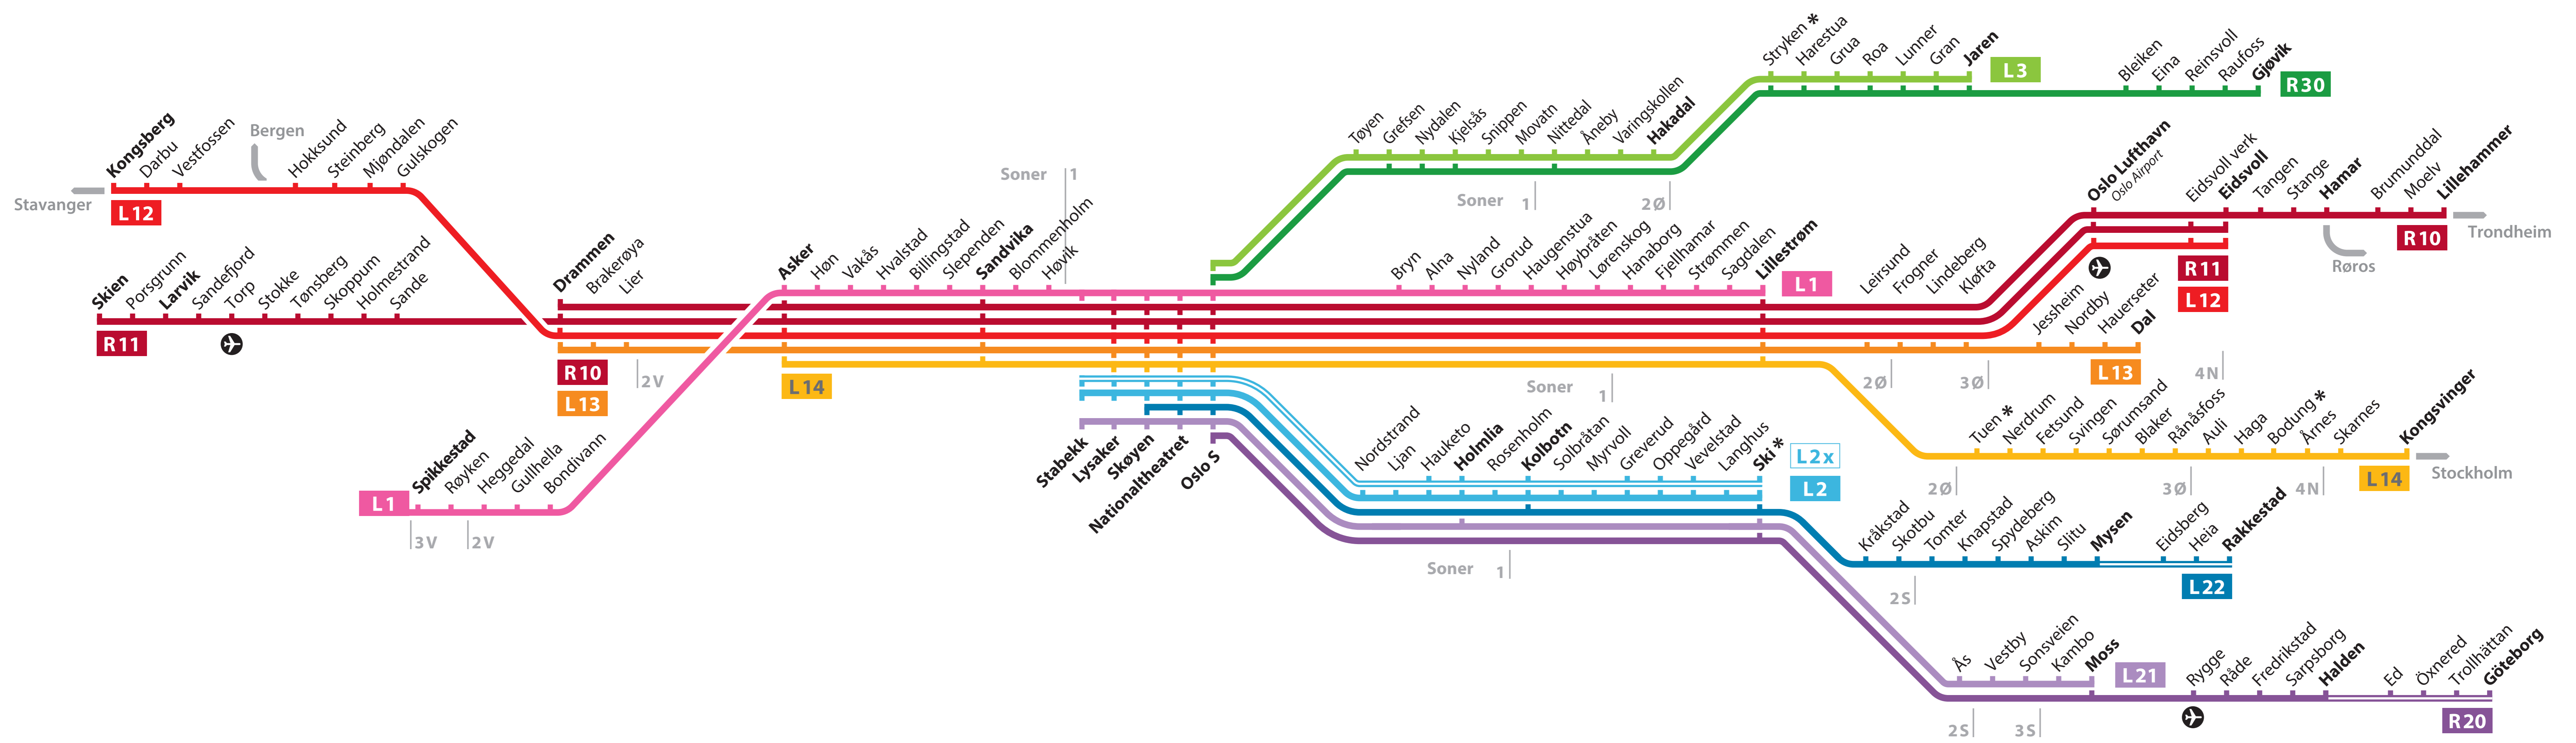 Stryken*
Harestua
Grua
Roa
Lunner
Gran
Jaren
L3
Bleiken
Eina
Reinsvoll
Raufoss
Gjøvik
R30
Tøyen
Grefsen
Nydalen
Kjelsås
Snippen
Movatn
Nittedal
Åneby
Varingskollen
Hakadal
Soner 1
2Ø
Kongsberg
Darbu
Vestfossen
Bergen
Hokksund
Steinberg
Mjøndalen
Gulskogen
Stavanger
L12
Soner 1
Oslo Lufthavn
Oslo Airport
Eidsvoll verk
Eidsvoll
Tangen
Stange
Hamar
Brumunddal
Moelv
Lillehammer
R10
Trondheim
Røros
R11
L12
Skien
Porsgrunn
Larvik
Sandefjord
Torp
Stokke
Tønsberg
Skoppum
Holmestrand
Sande
R11
Drammen
Brakerøya
Lier
R10
L13
2V
Asker
Høn
Vakås
Hvalstad
Billingstad
Slependen
Sandvika
Blommenholm
Høvik
L14
Bryn
Alna
Nyland
Grorud
Haugenstua
Høybråten
Lørenskog
Hanaborg
Fjellhamar
Strømmen
Sagdalen
Lillestrøm
L1
Leirsund
Frogner
Lindeberg
Kløfta
Jessheim
Nordby
Hauerseter
Dal
L13
Soner 1
2Ø
3Ø
4N
L1
Spikkestad
Røyken
Heggedal
Gullhella
Bondivann
3V
2V
Stabekk
Lysaker
Skøyen
Nationaltheatret
Oslo S
Nordstrand
Ljan
Hauketo
Holmlia
Rosenholm
Kolbotn
Solbråtan
Myrvoll
Greverud
Oppegård
Vevelstad
Langhus
Ski*
L2x
L2
Tuen*
Nerdrum
Fetsund
Svingen
Sørumsand
Blaker
Rånåsfoss
Auli
Haga
Bodung*
Årnes
Skarnes
Kongsvinger
L14
Stockholm
2Ø
3Ø
4N
Soner 1
Kråkstad
Skotbu
Tomter
Knapstad
Spydeberg
Askim
Slitu
Mysen
Eidsberg
Heia
Rakkestad
L22
2S
Ås
Vestby
Sonsveien
Kambo
Moss
L21
Rygge
Råde
Fredrikstad
Sarpsborg
Halden
Ed
Öxnered
Trollhättan
Göteborg
R20
2S
3S